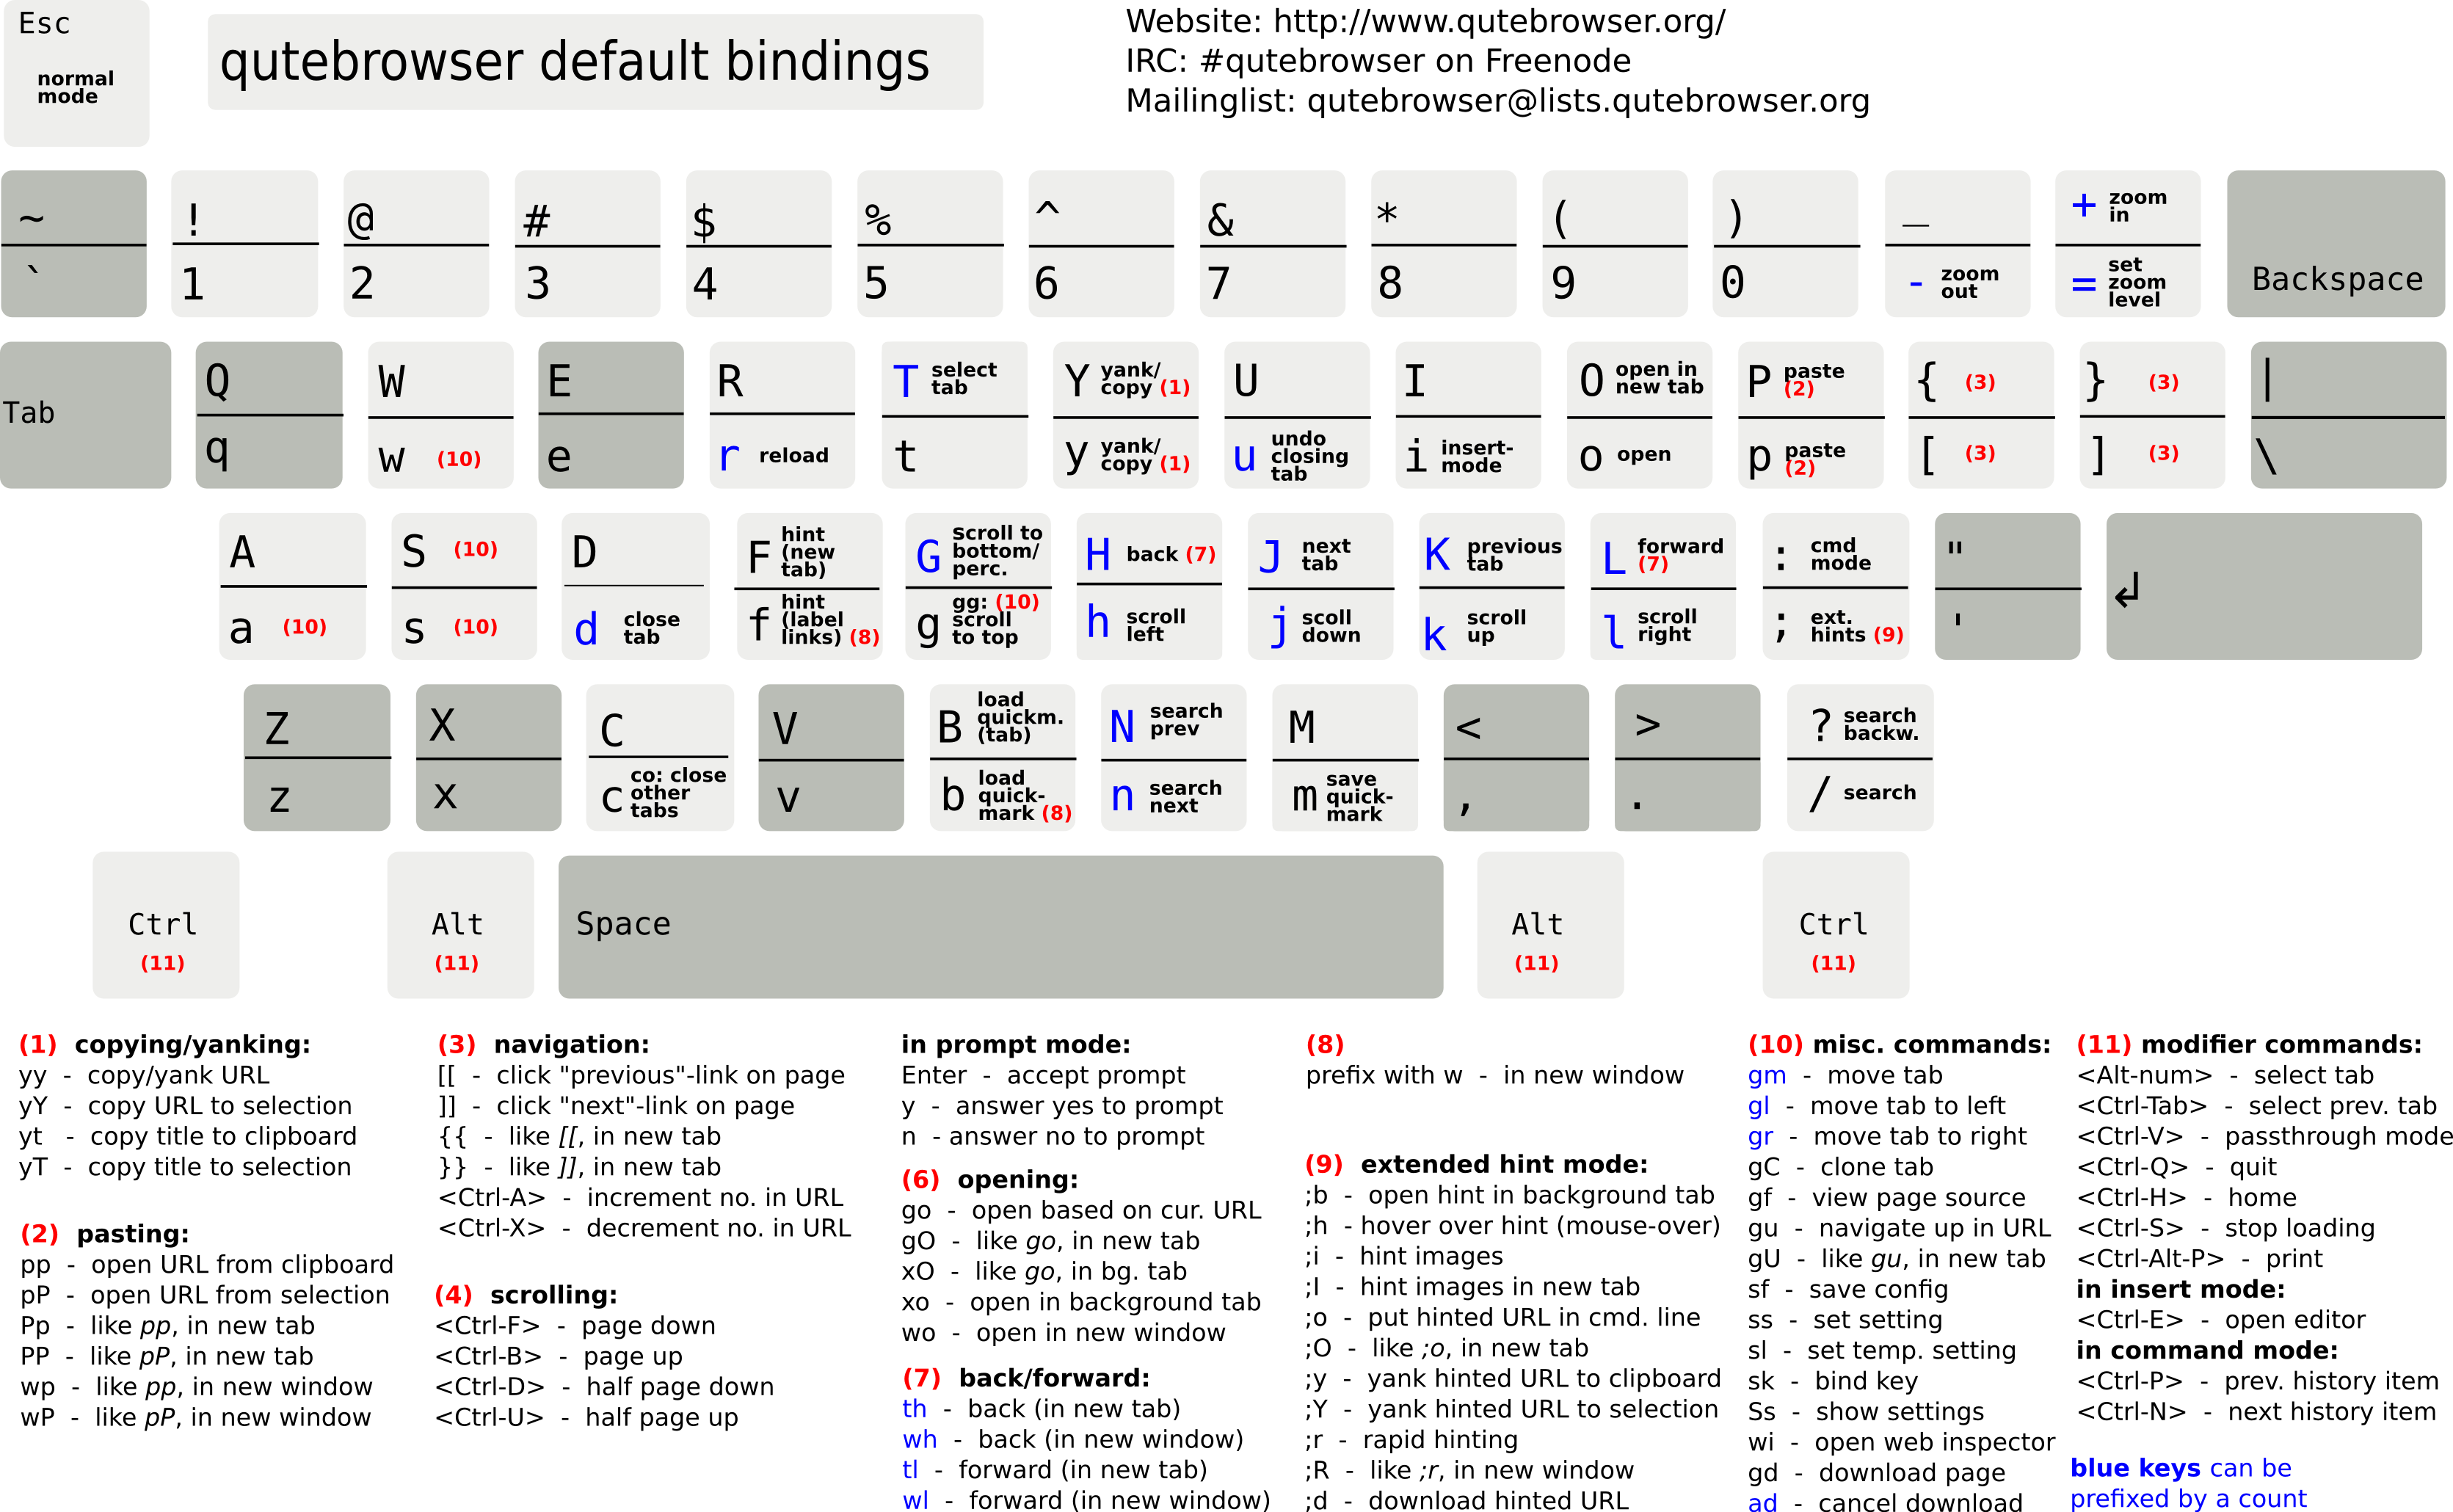 Esc
normal
mode
qutebrowser default bindings
Website: http://www.qutebrowser.org/
IRC: #qutebrowser on Freenode
Mailinglist: qutebrowser@lists.qutebrowser.org
~
`
!
1
@
2
#
3
$
4
%
5
^
6
&
7
*
8
(
9
)
0
_
- zoom
out
+ zoom
in
= set
zoom
level
Backspace
Tab
Q
q
W
w (10)
E
e
R
r reload
T select
tab
t
Y yank/
copy (1)
y yank/
copy (1)
U
u undo
closing
tab
I
i insert-
mode
O open in
new tab
o open
P paste
(2)
p paste
(2)
{ (3)
[ (3)
} (3)
] (3)
|
\
A
a (10)
S (10)
s (10)
D
d close
tab
F hint
(new
tab)
f hint
(label
links) (8)
G scroll to
bottom/
perc.
g gg: (10)
scroll
to top
H back (7)
h scroll
left
J next
tab
j scoll
down
K previous
tab
k scroll
up
L forward
(7)
l scroll
right
: cmd
mode
; ext.
hints (9)
"
'
↲
Z
z
X
x
C
c co: close
other
tabs
V
v
B load
quickm.
(tab)
b load
quick-
mark (8)
N search
prev
n search
next
M
m save
quick-
mark
<
,
>
.
? search
backw.
/ search
Ctrl
(11)
Alt
(11)
Space
Alt
(11)
Ctrl
(11)
(1) copying/yanking:
yy - copy/yank URL
yY - copy URL to selection
yt - copy title to clipboard
yT - copy title to selection
(2) pasting:
pp - open URL from clipboard
pP - open URL from selection
Pp - like pp, in new tab
PP - like pP, in new tab
wp - like pp, in new window
wP - like pP, in new window
(3) navigation:
[[ - click "previous"-link on page
]] - click "next"-link on page
{{ - like [[, in new tab
}} - like ]], in new tab
<Ctrl-A> - increment no. in URL
<Ctrl-X> - decrement no. in URL
(4) scrolling:
<Ctrl-F> - page down
<Ctrl-B> - page up
<Ctrl-D> - half page down
<Ctrl-U> - half page up
in prompt mode:
Enter - accept prompt
y - answer yes to prompt
n - answer no to prompt
(6) opening:
go - open based on cur. URL
gO - like go, in new tab
xO - like go, in bg. tab
xo - open in background tab
wo - open in new window
(7) back/forward:
th - back (in new tab)
wh - back (in new window)
tl - forward (in new tab)
wl - forward (in new window)
(8)
prefix with w - in new window
(9) extended hint mode:
;b - open hint in background tab
;h - hover over hint (mouse-over)
;i - hint images
;I - hint images in new tab
;o - put hinted URL in cmd. line
;O - like ;o, in new tab
;y - yank hinted URL to clipboard
;Y - yank hinted URL to selection
;r - rapid hinting
;R - like ;r, in new window
;d - download hinted URL
(10) misc. commands:
gm - move tab
gl - move tab to left
gr - move tab to right
gC - clone tab
gf - view page source
gu - navigate up in URL
gU - like gu, in new tab
sf - save config
ss - set setting
sl - set temp. setting
sk - bind key
Ss - show settings
wi - open web inspector
gd - download page
ad - cancel download
(11) modifier commands:
<Alt-num> - select tab
<Ctrl-Tab> - select prev. tab
<Ctrl-V> - passthrough mode
<Ctrl-Q> - quit
<Ctrl-H> - home
<Ctrl-S> - stop loading
<Ctrl-Alt-P> - print
in insert mode:
<Ctrl-E> - open editor
in command mode:
<Ctrl-P> - prev. history item
<Ctrl-N> - next history item
blue keys can be
prefixed by a count